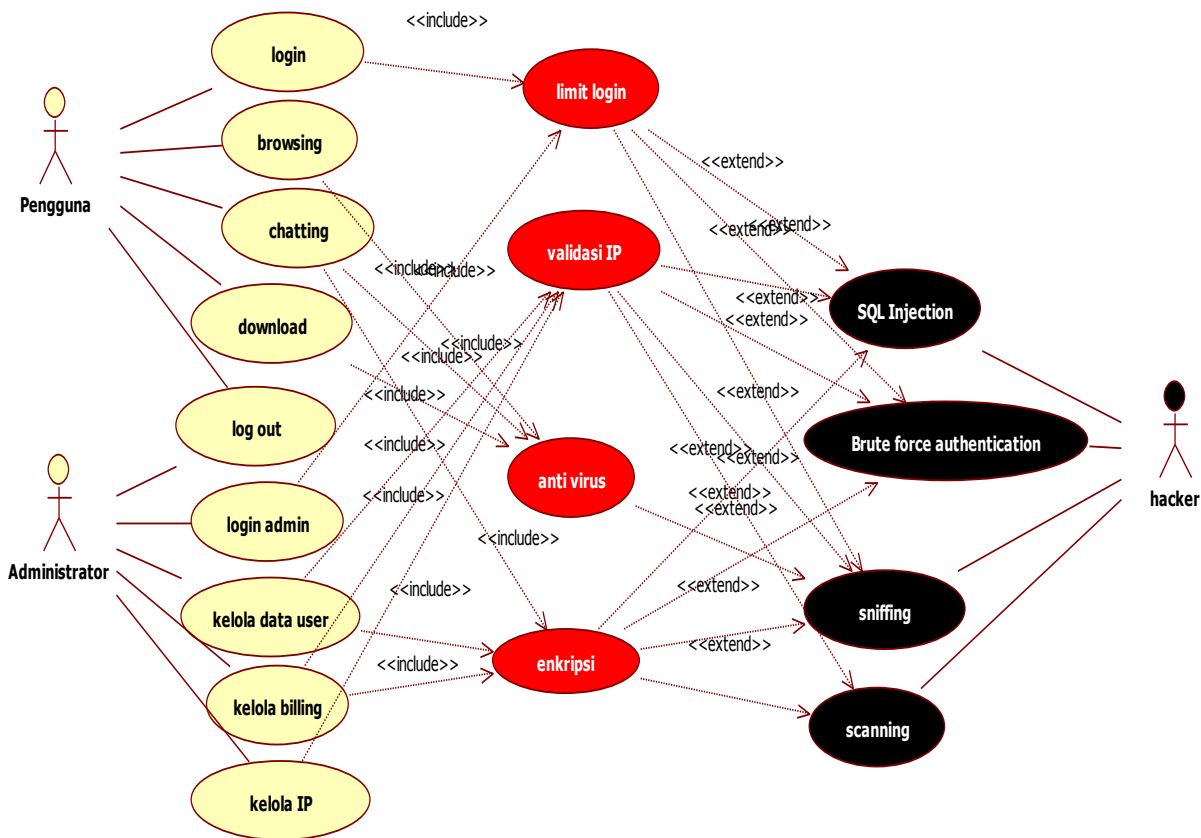 <<include>>
login
limit login
browsing
<<extend>>
Pengguna
chatting
<<extend>>
<<extend>>
validasi IP
<<include>>
<<include>>
<<extend>>
SQL Injection
<<extend>>
download
<<include>>
<<include>>
<<include>>
<<extend>>
log out
<<include>>
Brute force authentication
<<extend>>
<<extend>>
anti virus
<<include>>
<<extend>>
<<extend>>
hacker
login admin
<<include>>
Administrator
<<extend>>
kelola data user
sniffing
<<extend>>
<<include>>
enkripsi
kelola billing
scanning
kelola IP